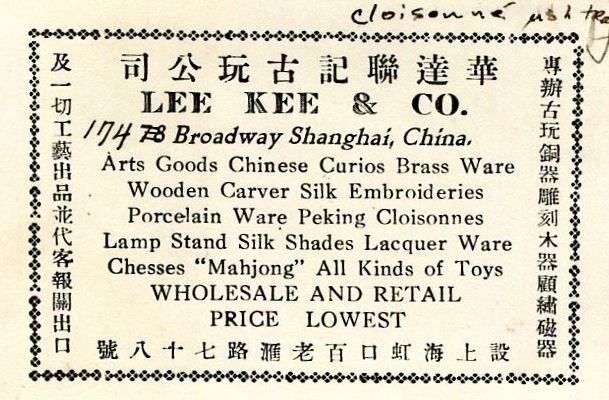 cloisonné ash
華達聯記古玩公司
LEE KEE & CO.
174 78 Broadway Shanghai, China.
Arts Goods Chinese Curios Brass Ware
Wooden Carver Silk Embroideries
Porcelain Ware Peking Cloisonnes
Lamp Stand Silk Shades Lacquer Ware
Chesses "Mahjong" All Kinds of Toys
WHOLESALE AND RETAIL
PRICE LOWEST
專辦古玩銅器雕刻木器顧繡磁器
及一切工藝出品並代客報關出口
設上海虹口百老滙路七十八號